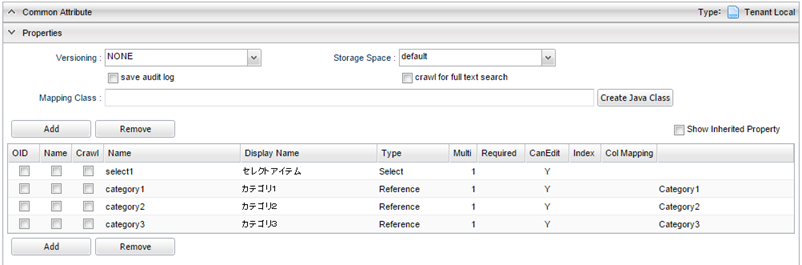 Common Attribute Type: Tenant Local
Properties
Versioning : NONE Storage Space : default
save audit log crawl for full text search
Mapping Class : Create Java Class
Add Remove Show Inherited Property
OID Name Crawl Name Display Name Type Multi Required CanEdit Index Col Mapping
select1 セレクトアイテム Select 1 Y
category1 カテゴリ1 Reference 1 Y Category1
category2 カテゴリ2 Reference 1 Y Category2
category3 カテゴリ3 Reference 1 Y Category3
Add Remove